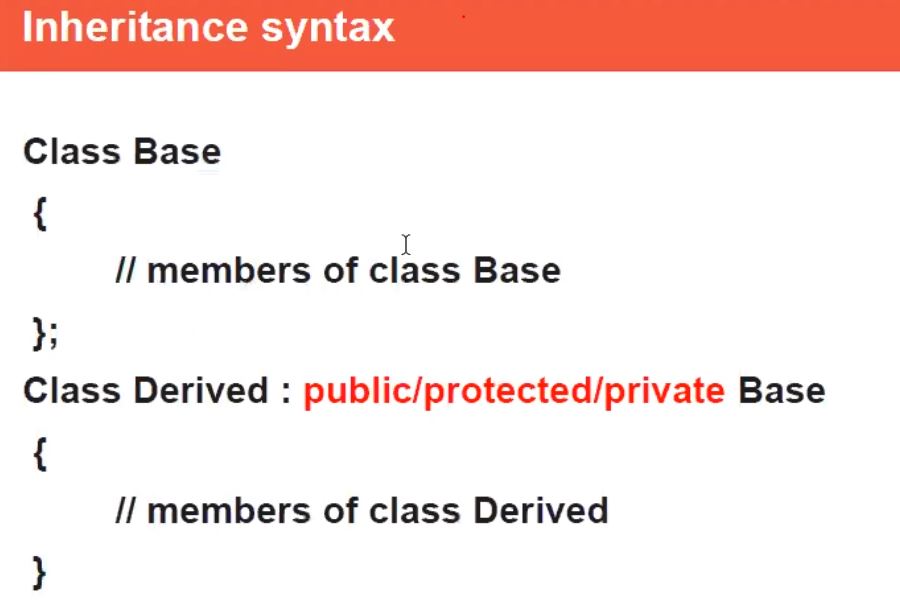 Inheritance syntax
Class Base
{
// members of class Base
};
Class Derived : public/protected/private Base
{
// members of class Derived
}